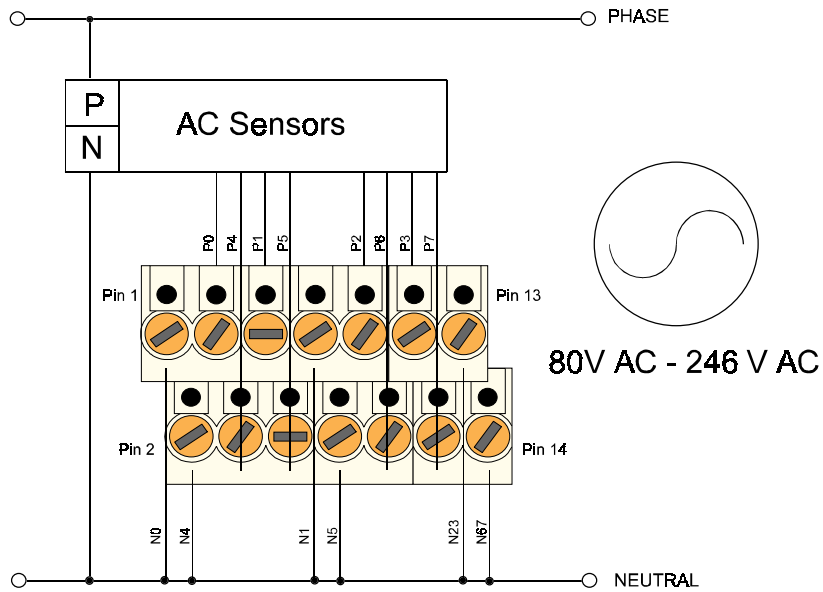 PHASE
P
AC Sensors
N
P0
P4
P1
P5
P2
P6
P3
P7
Pin 1
Pin 13
80V AC - 246 V AC
Pin 2
Pin 14
N0
N4
N1
N5
N23
N67
NEUTRAL